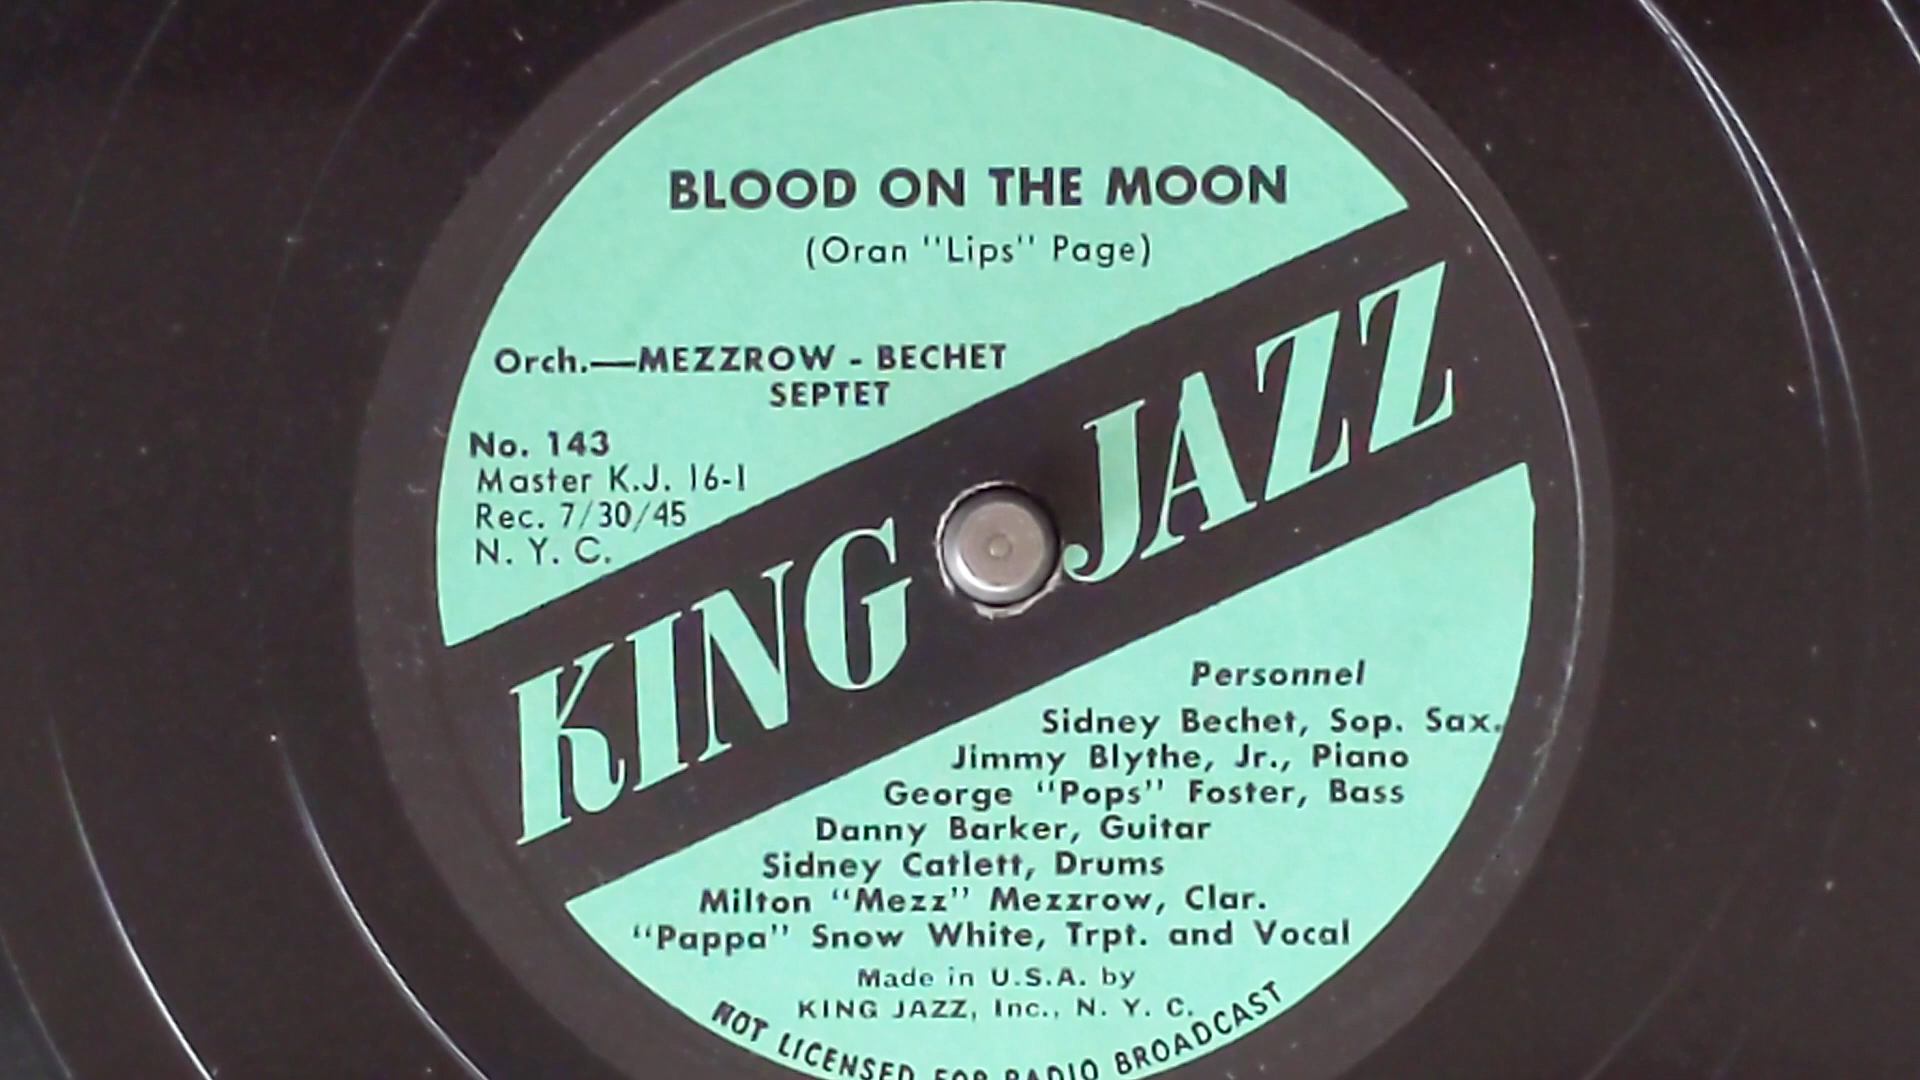 BLOOD ON THE MOON
(Oran "Lips" Page)
Orch.—MEZZROW - BECHET
SEPTET
No. 143
Master K.J. 16-1
Rec. 7/30/45
N. Y. C.
KING JAZZ
Personnel
Sidney Bechet, Sop. Sax.
Jimmy Blythe, Jr., Piano
George "Pops" Foster, Bass
Danny Barker, Guitar
Sidney Catlett, Drums
Milton "Mezz" Mezzrow, Clar.
"Pappa" Snow White, Trpt. and Vocal
Made in U.S.A. by
KING JAZZ, Inc., N. Y. C.
NOT LICENSED FOR RADIO BROADCAST